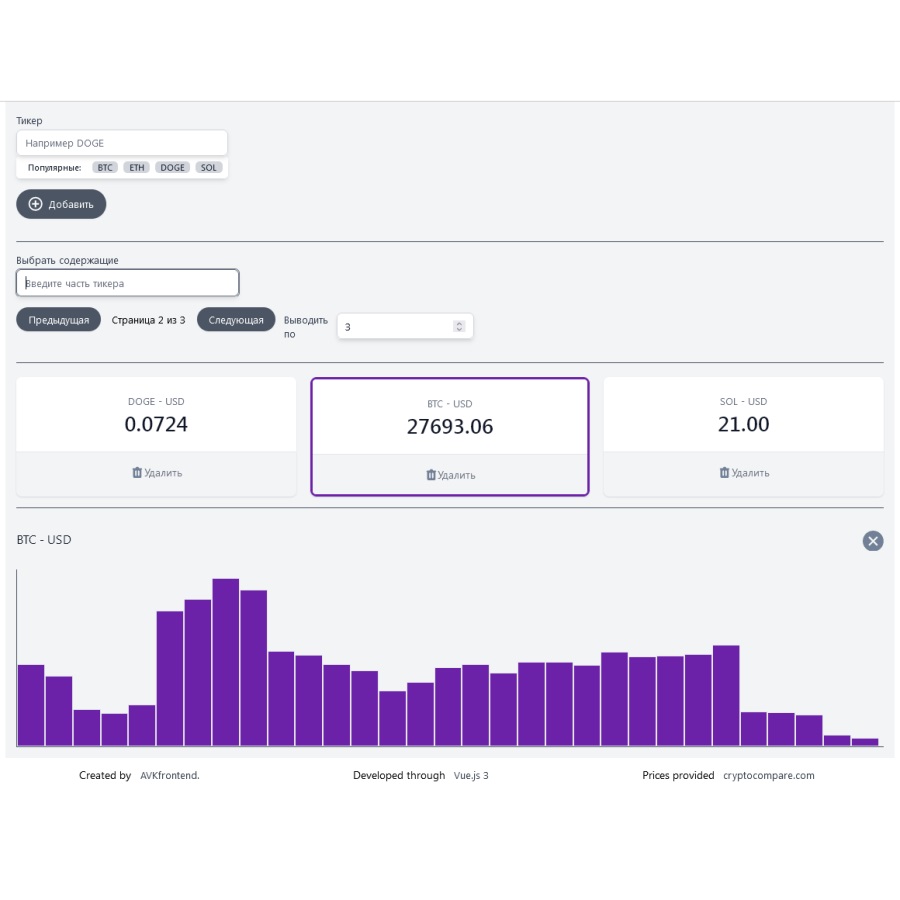 Тикер
Например DOGE
Популярные: BTC ETH DOGE SOL
Добавить
Выбрать содержащие
Введите часть тикера
Предыдущая Страница 2 из 3 Следующая Выводить по 3
DOGE - USD
0.0724
Удалить
BTC - USD
27693.06
Удалить
SOL - USD
21.00
Удалить
BTC - USD
Created by AVKfrontend. Developed through Vue.js 3 Prices provided cryptocompare.com